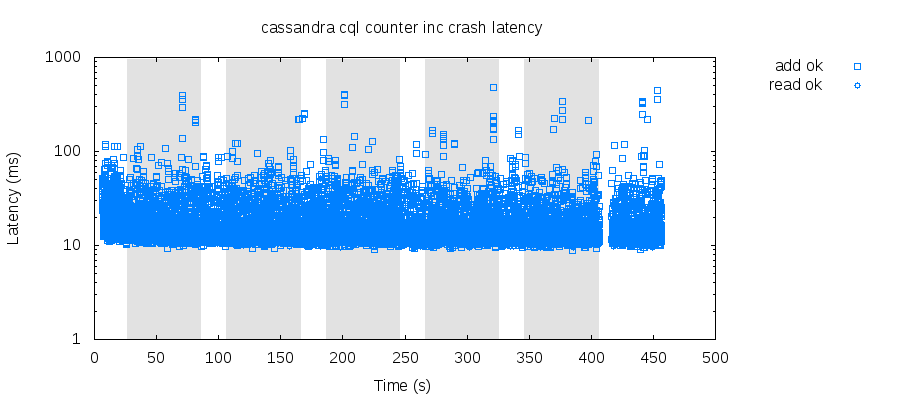 cassandra cql counter inc crash latency
1000
100
10
1
Latency (ms)
0 50 100 150 200 250 300 350 400 450 500
Time (s)
add ok
read ok